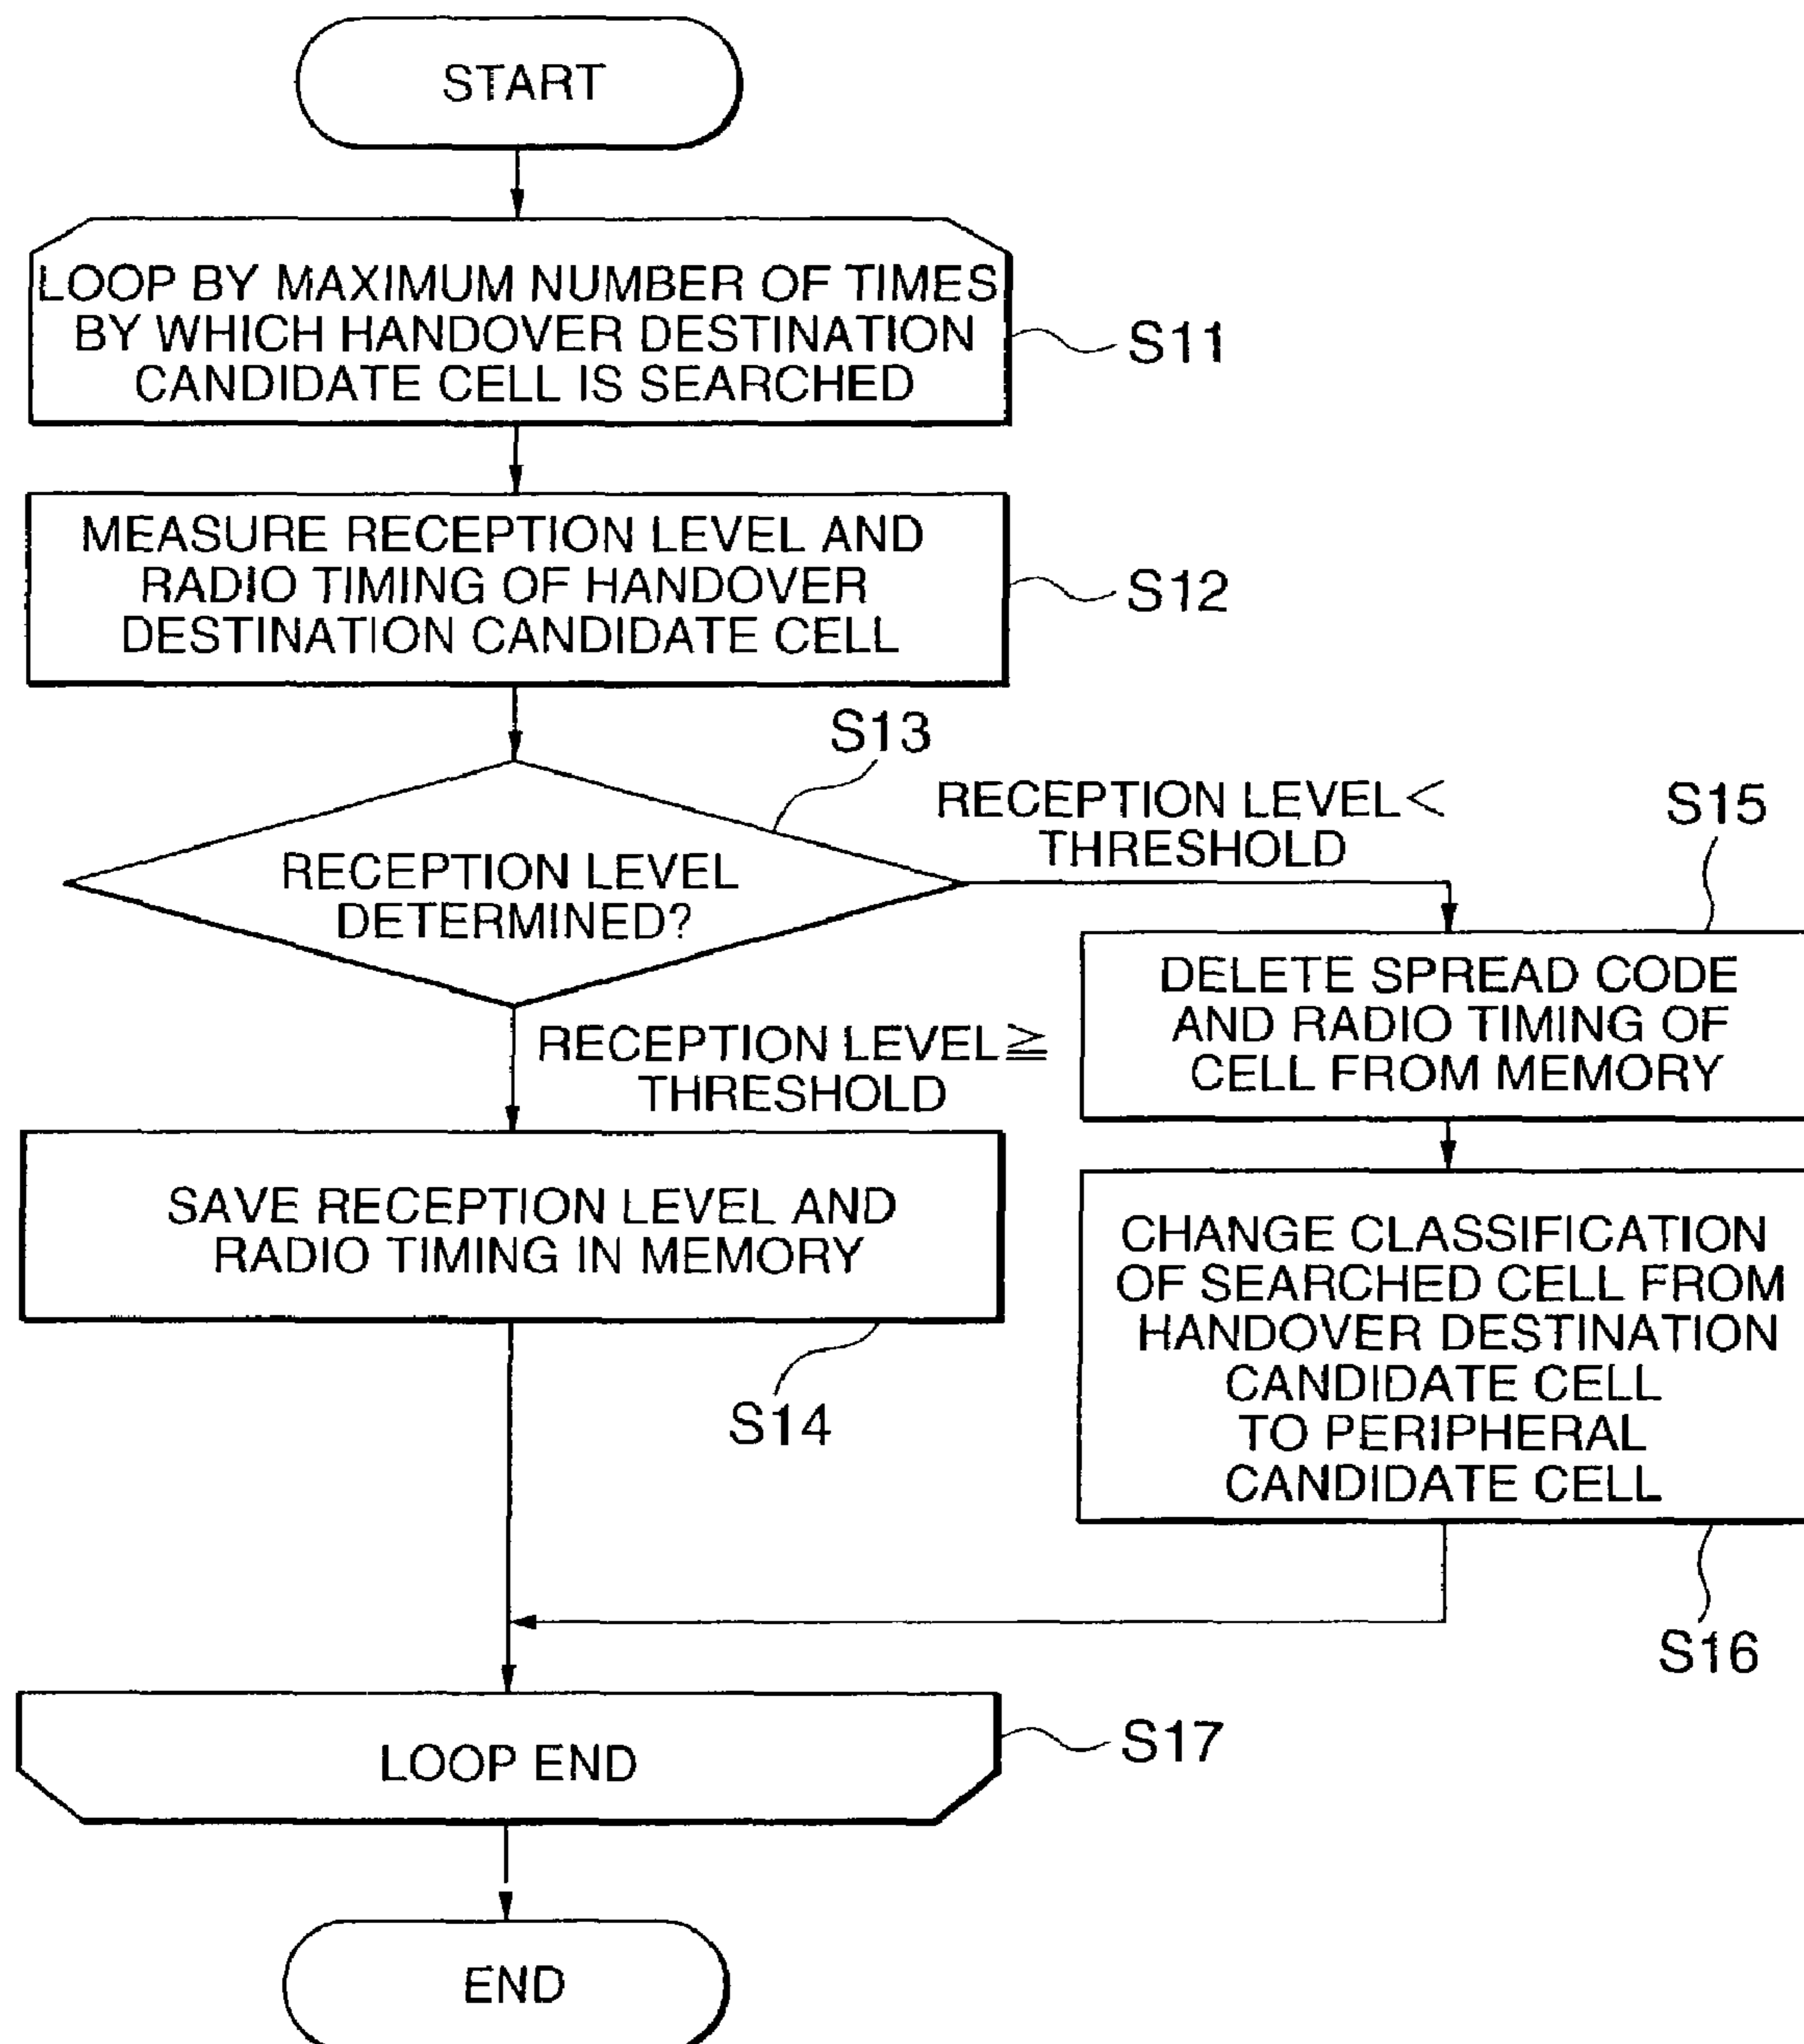 START
LOOP BY MAXIMUM NUMBER OF TIMES
BY WHICH HANDOVER DESTINATION
CANDIDATE CELL IS SEARCHED
S11
MEASURE RECEPTION LEVEL AND
RADIO TIMING OF HANDOVER
DESTINATION CANDIDATE CELL
S12
S13
RECEPTION LEVEL
DETERMINED?
RECEPTION LEVEL<
THRESHOLD
S15
DELETE SPREAD CODE
AND RADIO TIMING OF
CELL FROM MEMORY
RECEPTION LEVEL≧
THRESHOLD
SAVE RECEPTION LEVEL AND
RADIO TIMING IN MEMORY
S14
CHANGE CLASSIFICATION
OF SEARCHED CELL FROM
HANDOVER DESTINATION
CANDIDATE CELL
TO PERIPHERAL
CANDIDATE CELL
S16
LOOP END
S17
END